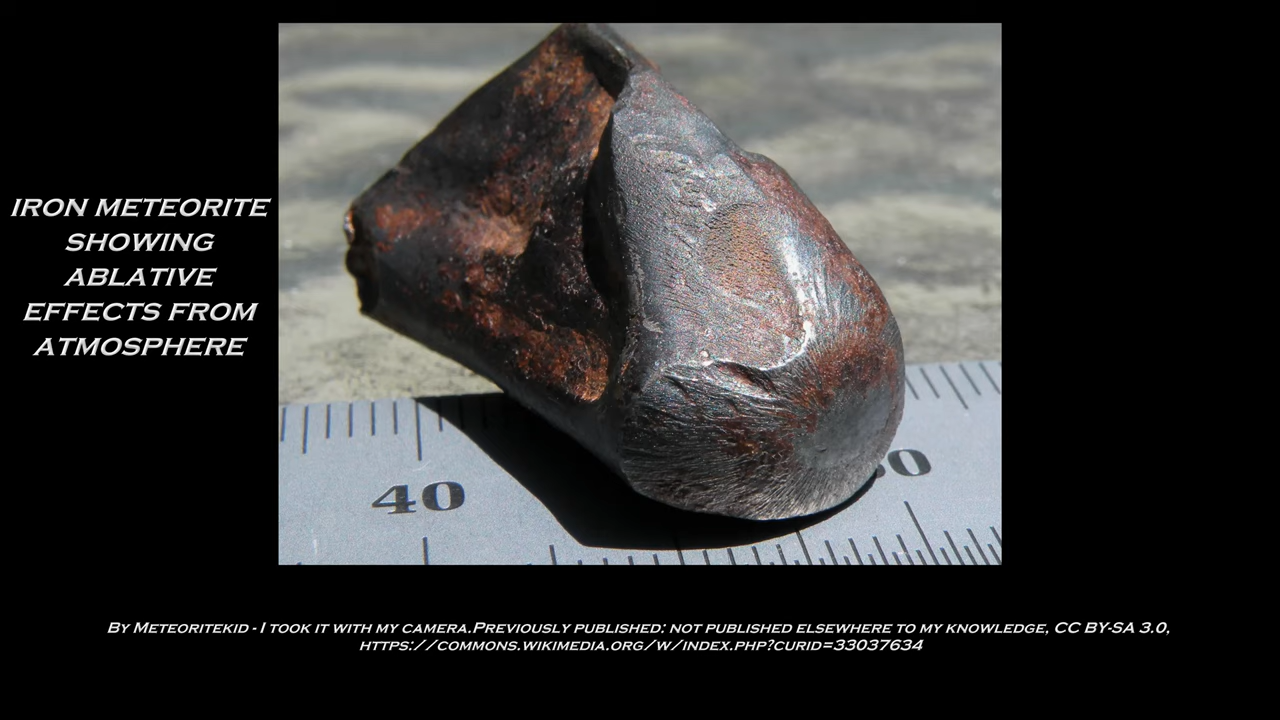 IRON METEORITE
SHOWING
ABLATIVE
EFFECTS FROM
ATMOSPHERE
40
By Meteoritekid - I took it with my camera.Previously published: not published elsewhere to my knowledge, CC BY-SA 3.0,
https://commons.wikimedia.org/w/index.php?curid=33037634